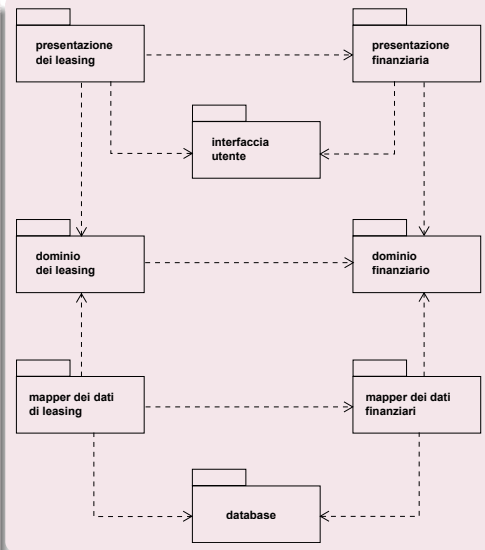 presentazione
dei leasing
presentazione
finanziaria
interfaccia
utente
dominio
dei leasing
dominio
finanziario
mapper dei dati
di leasing
mapper dei dati
finanziari
database